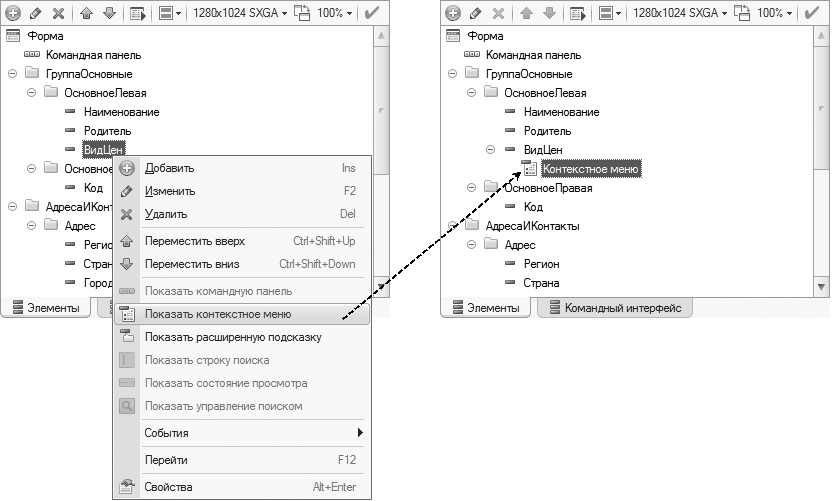 1280x1024 SXGA 100%
Форма
Командная панель
ГруппаОсновные
ОсновноеЛевая
Наименование
Родитель
ВидЦен
Основное
Код
АдресаИКонт
Адрес
Регио
Стран
Город
Элементы
Добавить Ins
Изменить F2
Удалить Del
Переместить вверх Ctrl+Shift+Up
Переместить вниз Ctrl+Shift+Down
Показать командную панель
Показать контекстное меню
Показать расширенную подсказку
Показать строку поиска
Показать состояние просмотра
Показать управление поиском
События
Перейти F12
Свойства Alt+Enter
1280x1024 SXGA 100%
Форма
Командная панель
ГруппаОсновные
ОсновноеЛевая
Наименование
Родитель
ВидЦен
Контекстное меню
ОсновноеПравая
Код
АдресаИКонтакты
Адрес
Регион
Страна
Элементы Командный интерфейс